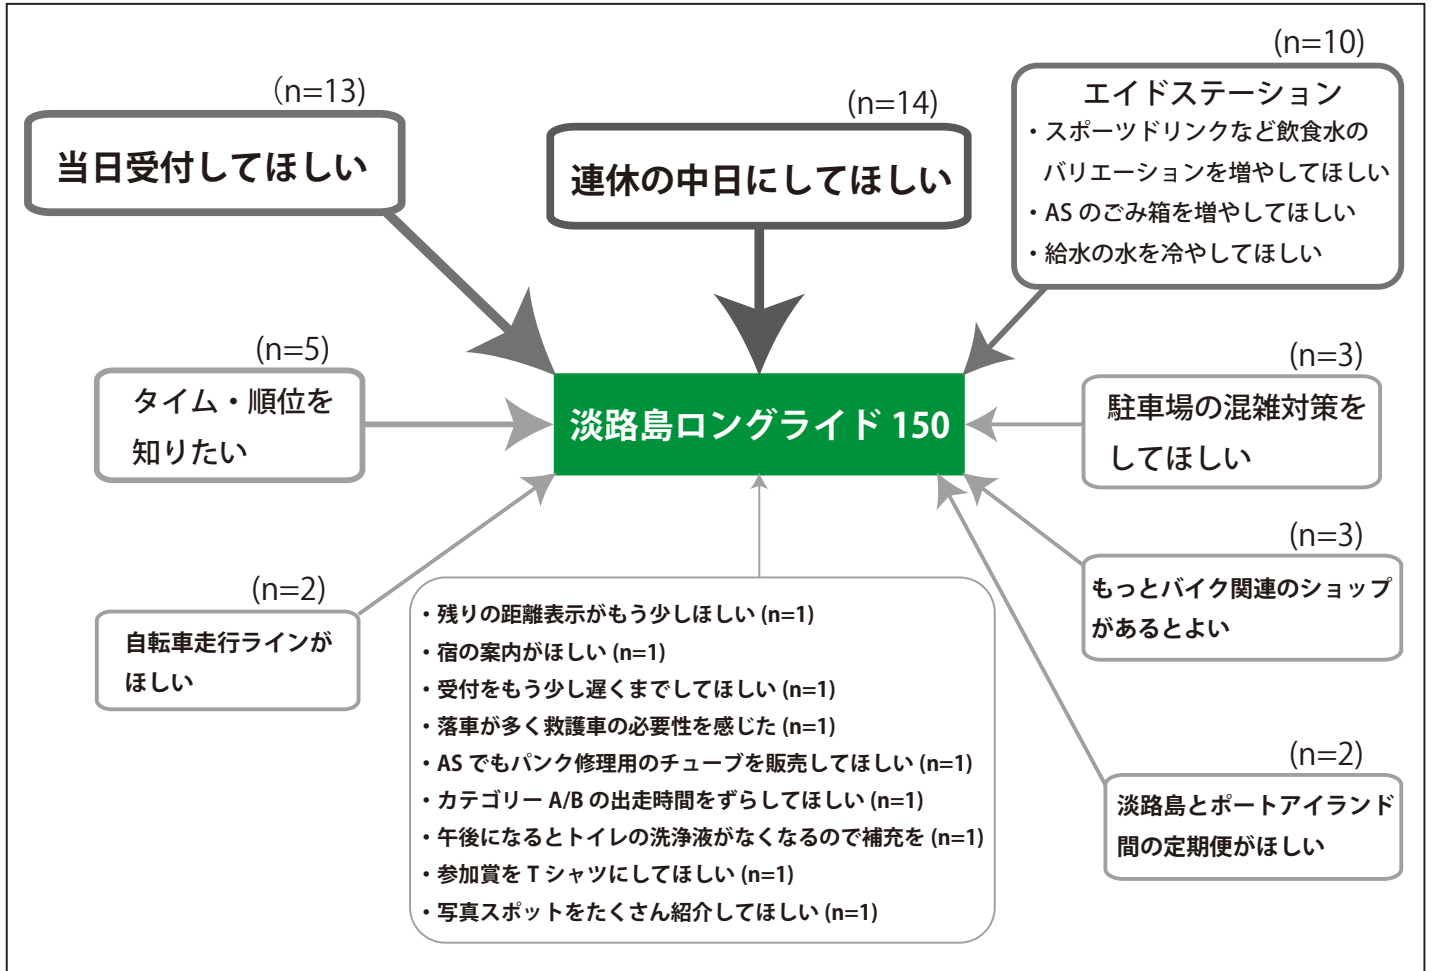 (n=13)
当日受付してほしい
(n=14)
連休の中日にしてほしい
(n=10)
エイドステーション
・スポーツドリンクなど飲食水の
バリエーションを増やしてほしい
・AS のごみ箱を増やしてほしい
・給水の水を冷やしてほしい
(n=5)
タイム・順位を
知りたい
淡路島ロングライド 150
(n=3)
駐車場の混雑対策を
してほしい
(n=2)
自転車走行ラインが
ほしい
・残りの距離表示がもう少しほしい (n=1)
・宿の案内がほしい (n=1)
・受付をもう少し遅くまでしてほしい (n=1)
・落車が多く救護車の必要性を感じた (n=1)
・AS でもパンク修理用のチューブを販売してほしい (n=1)
・カテゴリー A/B の出走時間をずらしてほしい (n=1)
・午後になるとトイレの洗浄液がなくなるので補充を (n=1)
・参加賞を T シャツにしてほしい (n=1)
・写真スポットをたくさん紹介してほしい (n=1)
(n=3)
もっとバイク関連のショップ
があるとよい
(n=2)
淡路島とポートアイランド
間の定期便がほしい